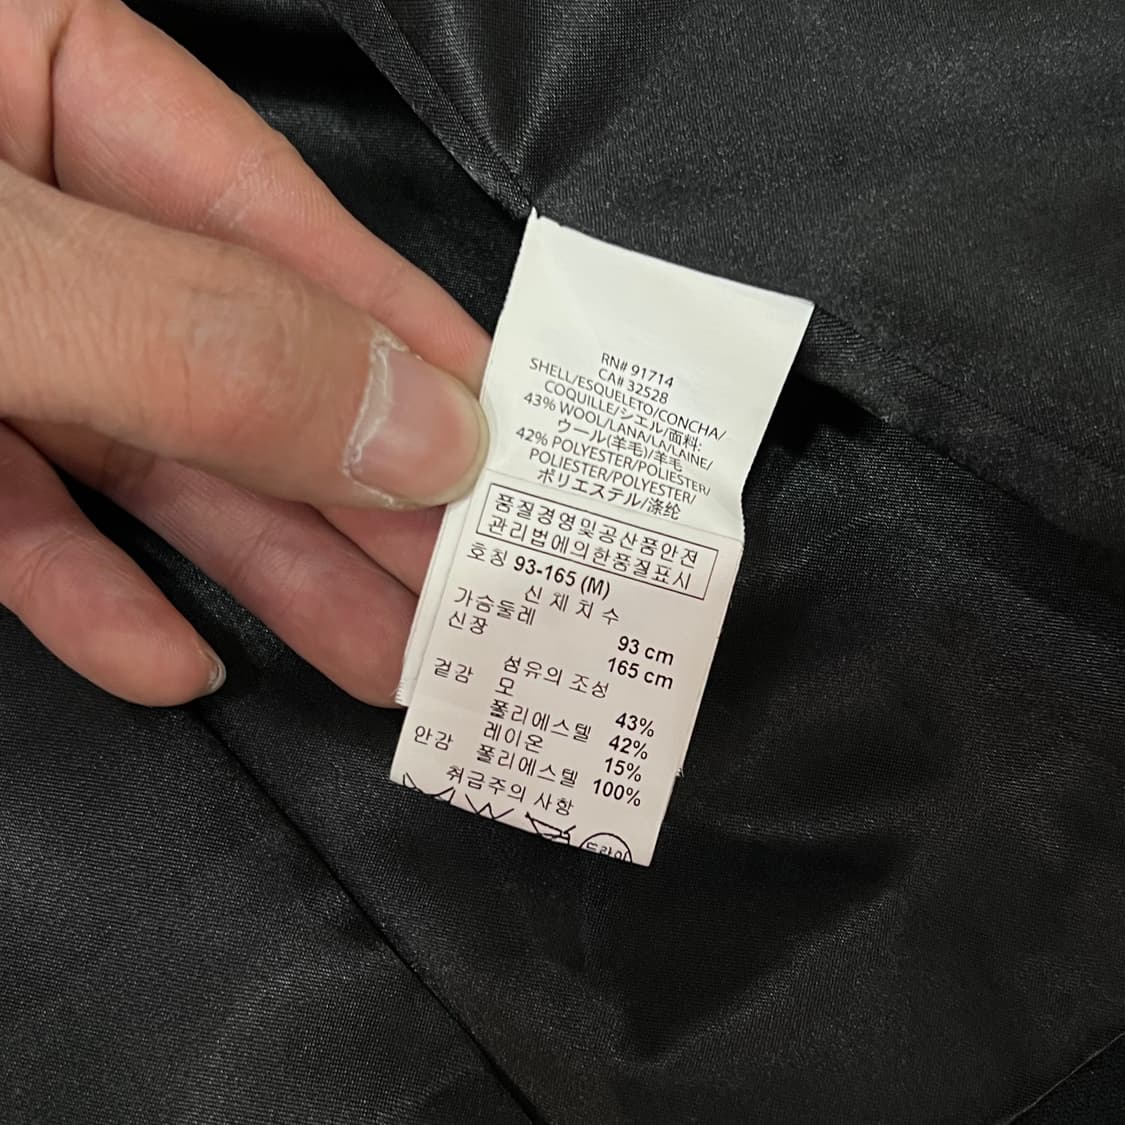 RN# 91714
CA# 32528
SHELL/ESQUELETO/CONCHA/
COQUILLE/シエル/面料:
43% WOOL/LANA/LA/LAINE/
ウール(羊毛)/羊毛
42% POLYESTER/POLIESTER/
POLIESTER/POLYESTER/
ポリエステル/涤纶
품질경영및공산품안전
관리법에의한품질표시
호칭 93-165 (M)
신 체 치 수
가슴둘레 93 cm
신장 165 cm
섬유의 조성
겉감 모 43%
폴리에스텔 42%
레이온 15%
안감 폴리에스텔 100%
취급주의 사항
드라이